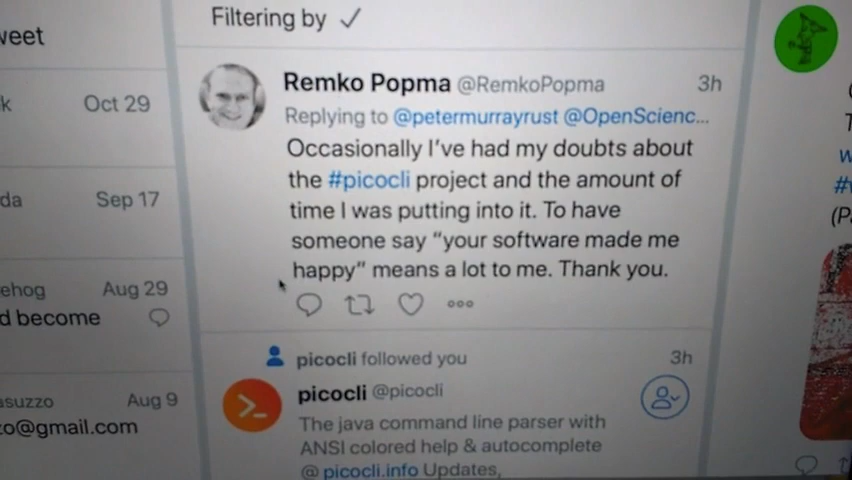 weet
k Oct 29
da Sep 17
ehog Aug 29
d become
asuzzo Aug 9
zo@gmail.com
Filtering by
Remko Popma @RemkoPopma 3h
Replying to @petermurrayrust @OpenScienc...
Occasionally I've had my doubts about
the #picocli project and the amount of
time I was putting into it. To have
someone say "your software made me
happy" means a lot to me. Thank you.
picocli followed you 3h
picocli @picocli
The java command line parser with
ANSI colored help & autocomplete
@ picocli.info Updates,